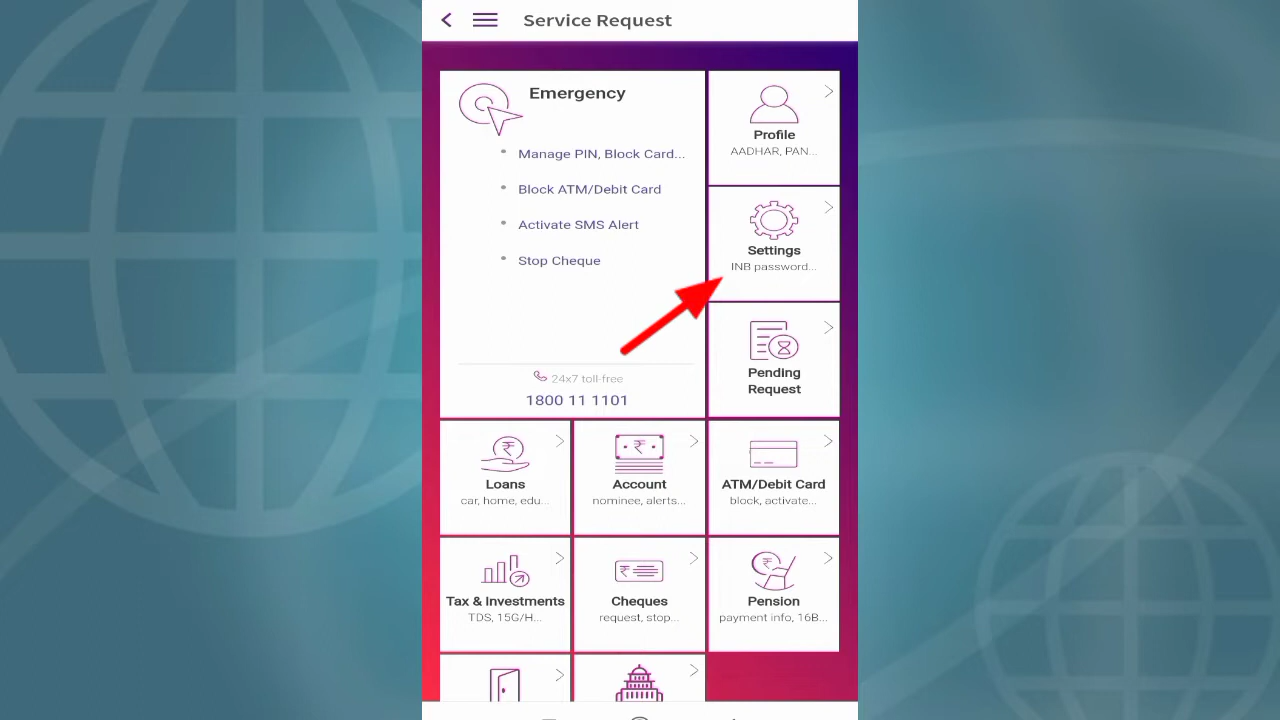 Service Request
Emergency
Manage PIN, Block Card...
Block ATM/Debit Card
Activate SMS Alert
Stop Cheque
24x7 toll-free
1800 11 1101
Profile
AADHAR, PAN...
Settings
INB password...
Pending
Request
Loans
car, home, edu...
Account
nominee, alerts...
ATM/Debit Card
block, activate...
Tax & Investments
TDS, 15G/H...
Cheques
request, stop...
Pension
payment info, 16B...